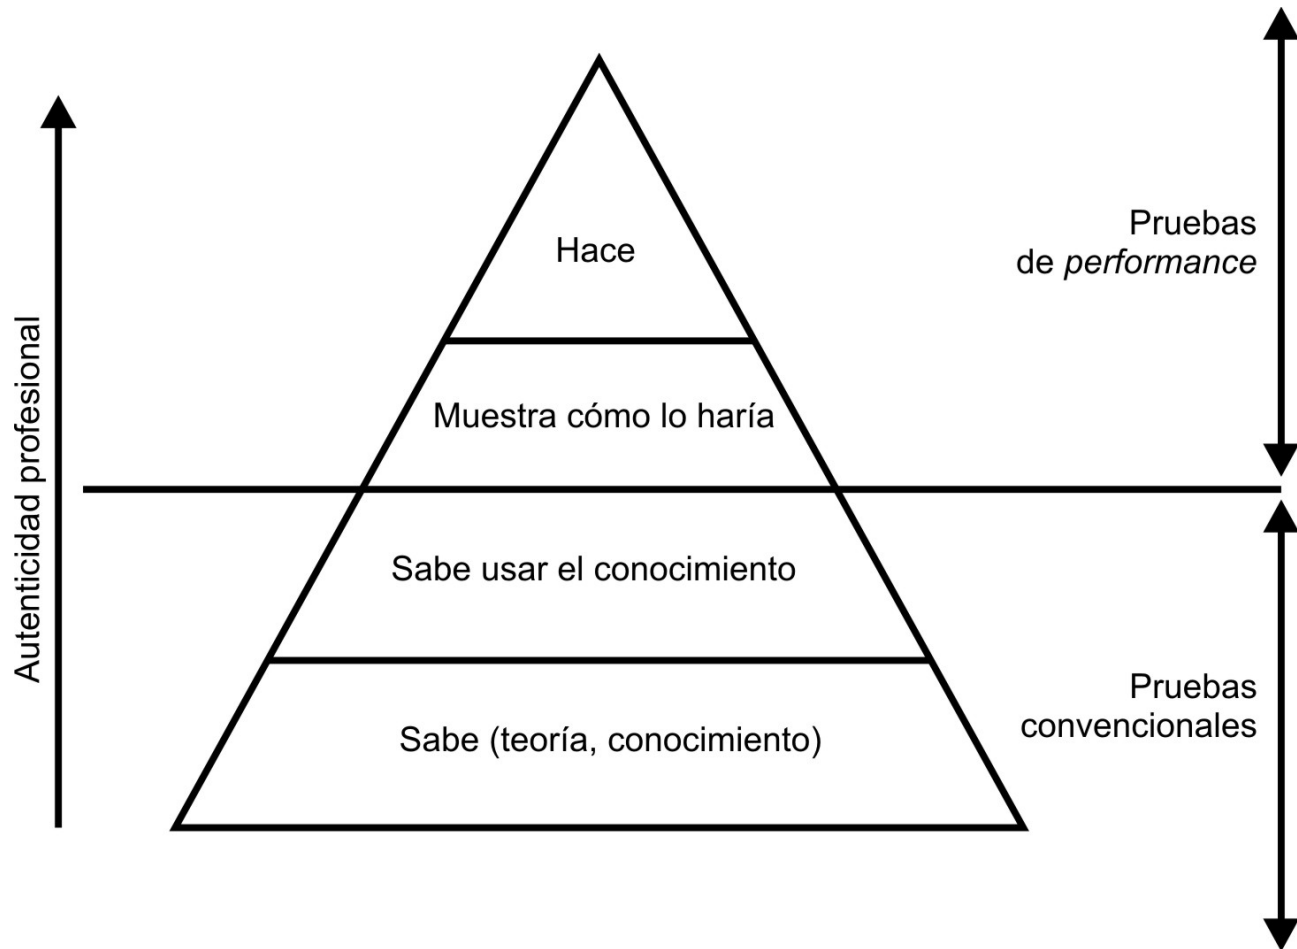 Hace
Pruebas
de performance
Muestra cómo lo haría
Autenticidad profesional
Sabe usar el conocimiento
Sabe (teoría, conocimiento)
Pruebas
convencionales